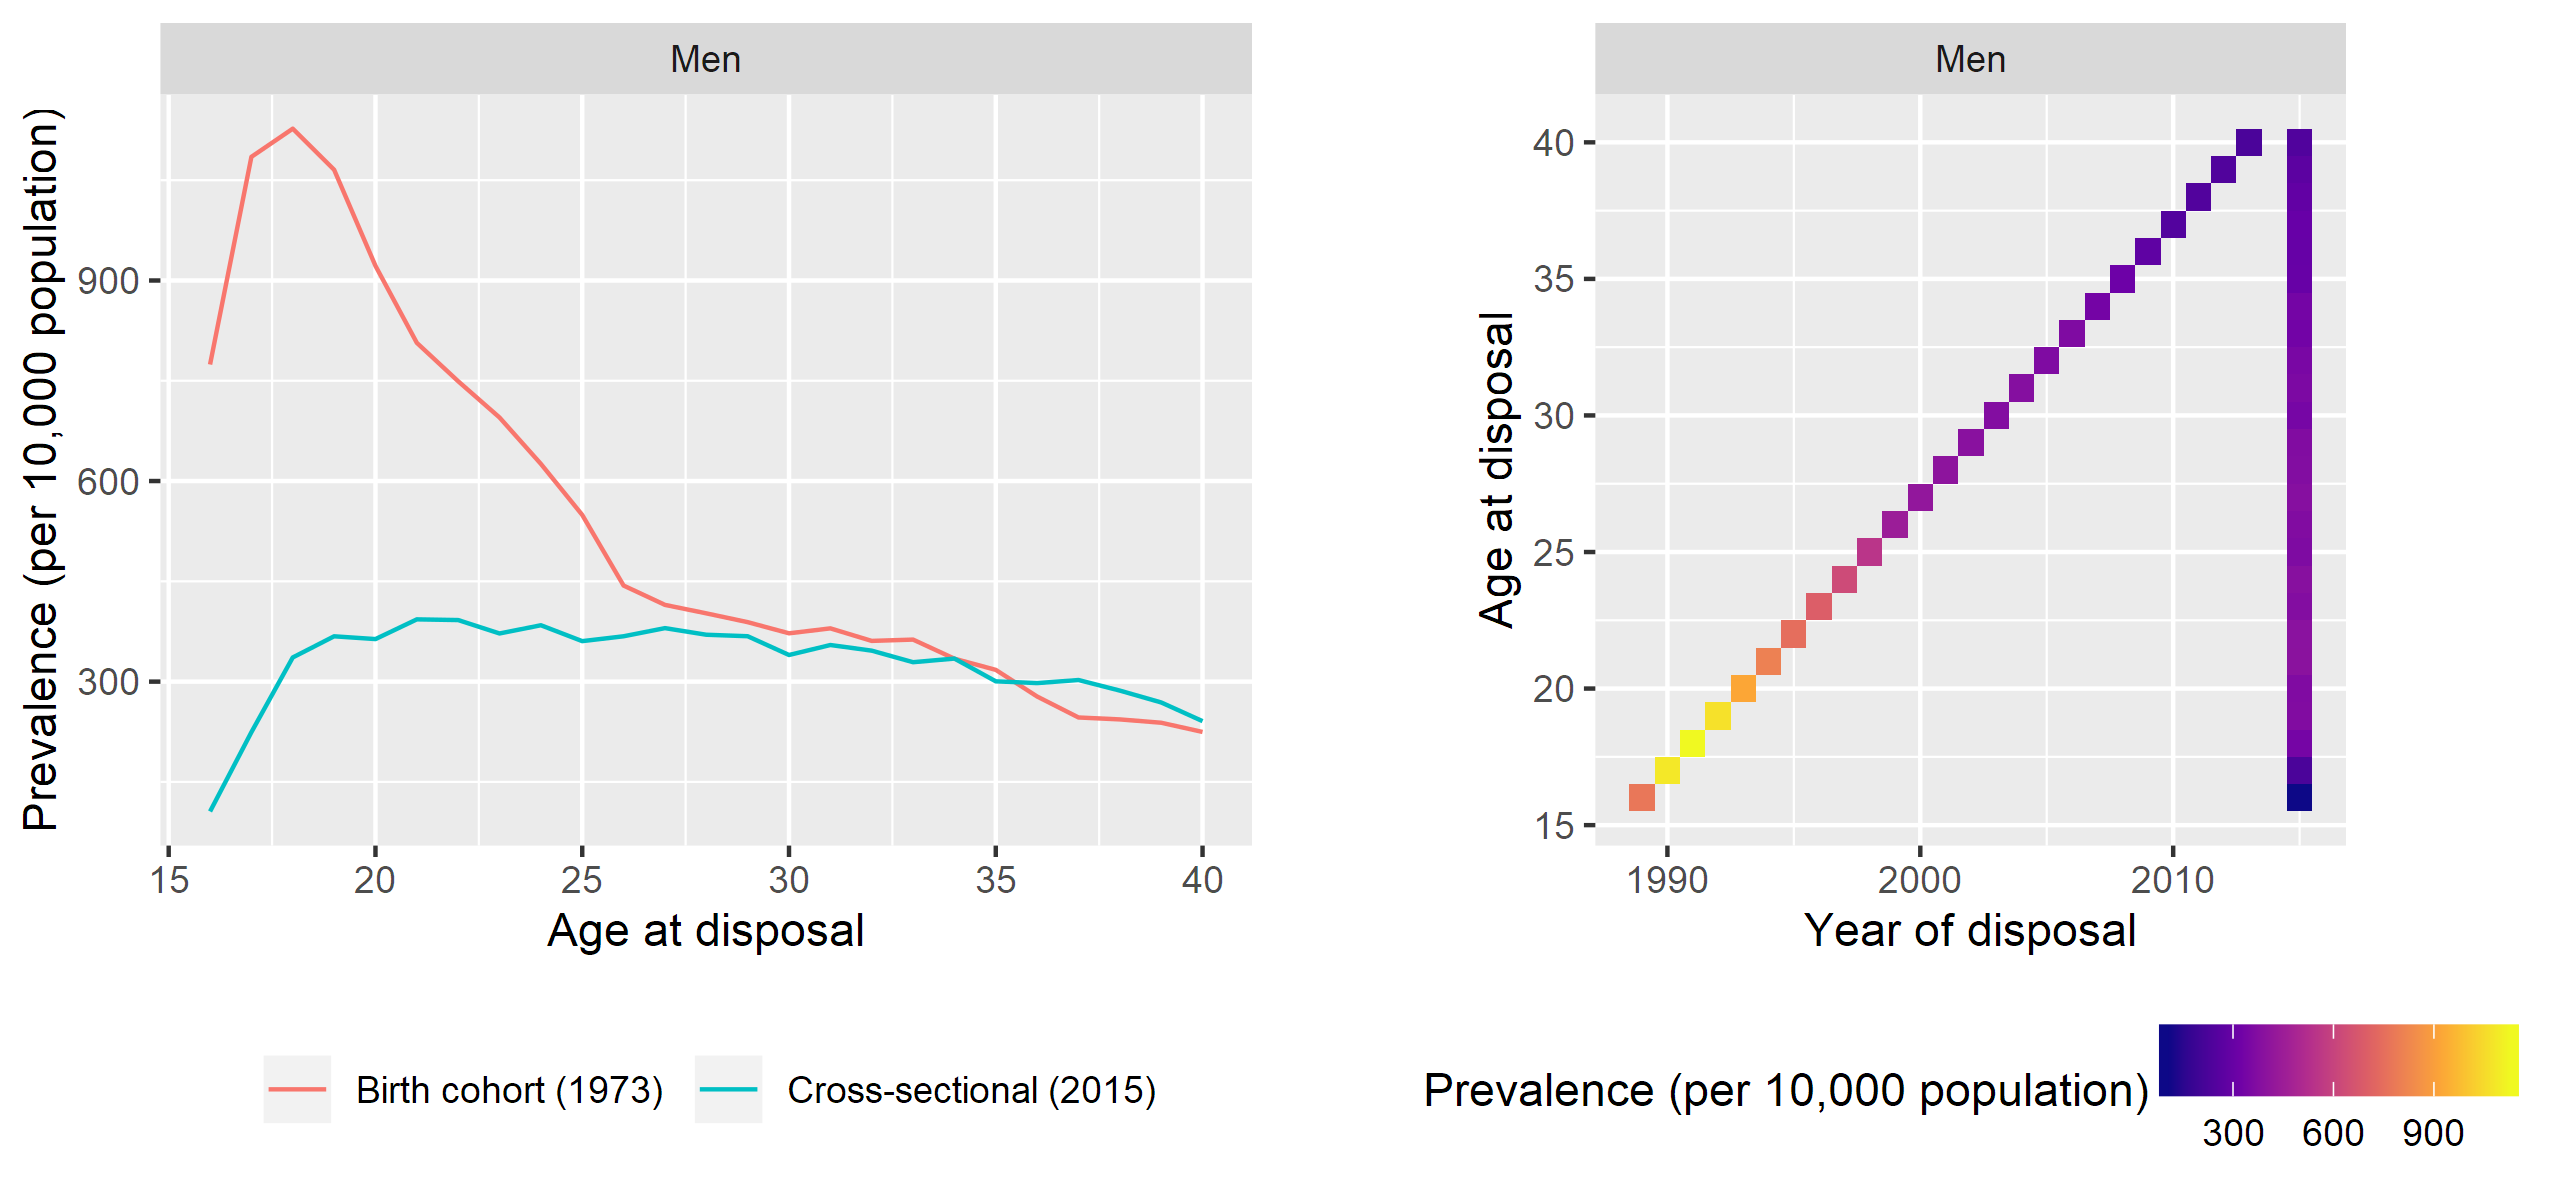 Men
Prevalence (per 10,000 population)
900
600
300
15 20 25 30 35 40
Age at disposal
Birth cohort (1973) Cross-sectional (2015)
Men
Age at disposal
40
35
30
25
20
15
1990 2000 2010
Year of disposal
Prevalence (per 10,000 population)
300 600 900